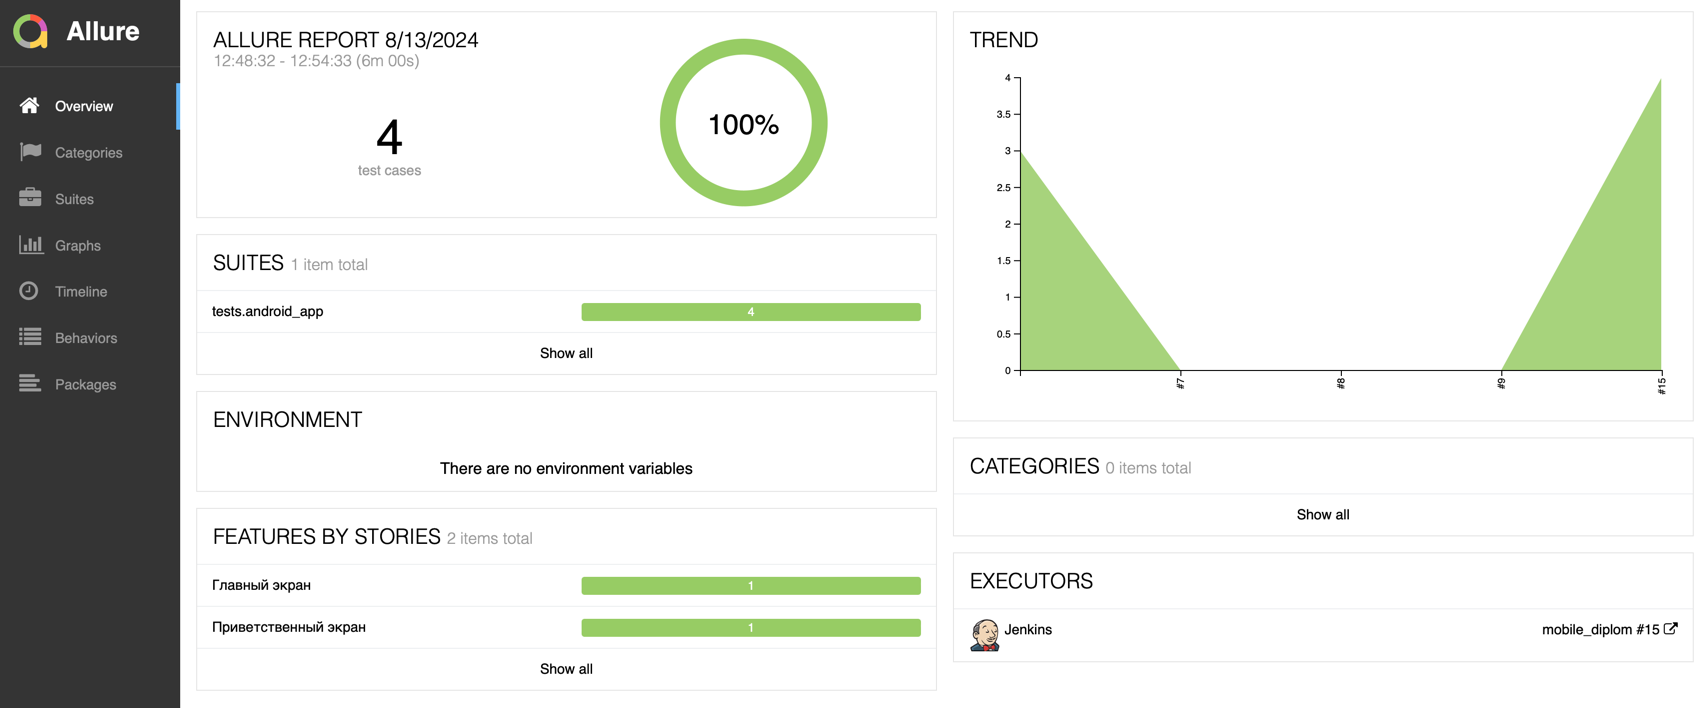 Allure
Overview
Categories
Suites
Graphs
Timeline
Behaviors
Packages
ALLURE REPORT 8/13/2024
12:48:32 - 12:54:33 (6m 00s)
4
test cases
100%
SUITES 1 item total
tests.android_app 4
Show all
ENVIRONMENT
There are no environment variables
FEATURES BY STORIES 2 items total
Главный экран 1
Приветственный экран 1
Show all
TREND
4
3.5
3
2.5
2
1.5
1
0.5
0
#7 #8 #9 #15
CATEGORIES 0 items total
Show all
EXECUTORS
Jenkins mobile_diplom #15